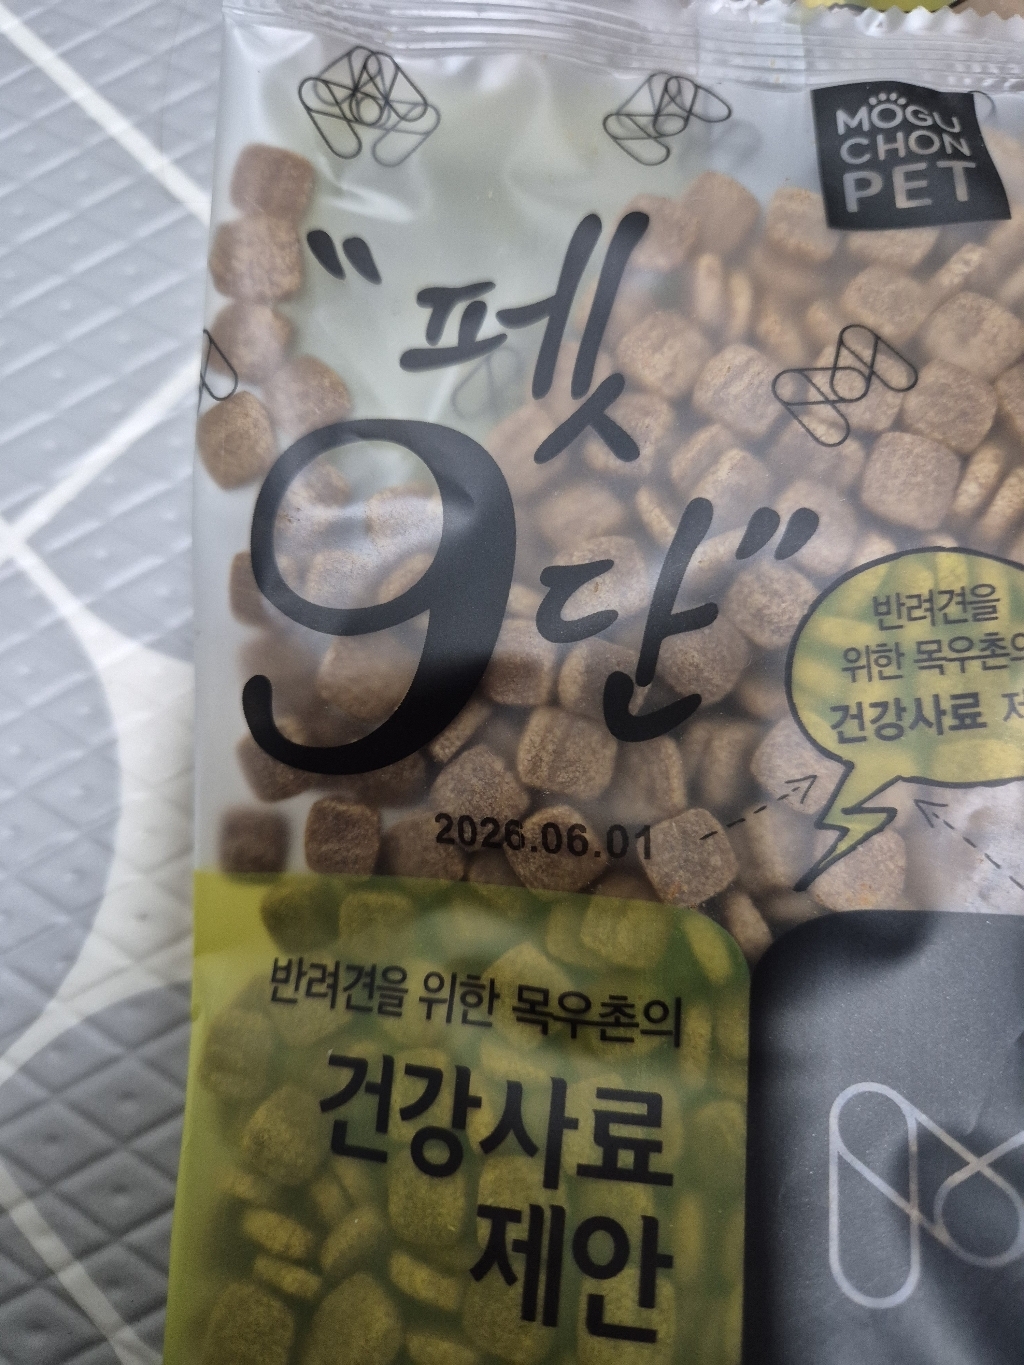 MOGU
CHON
PET
"펫
9단"
반려견을
위한 목우촌의
건강사료
2026.06.01
반려견을 위한 목우촌의
건강사료
제안